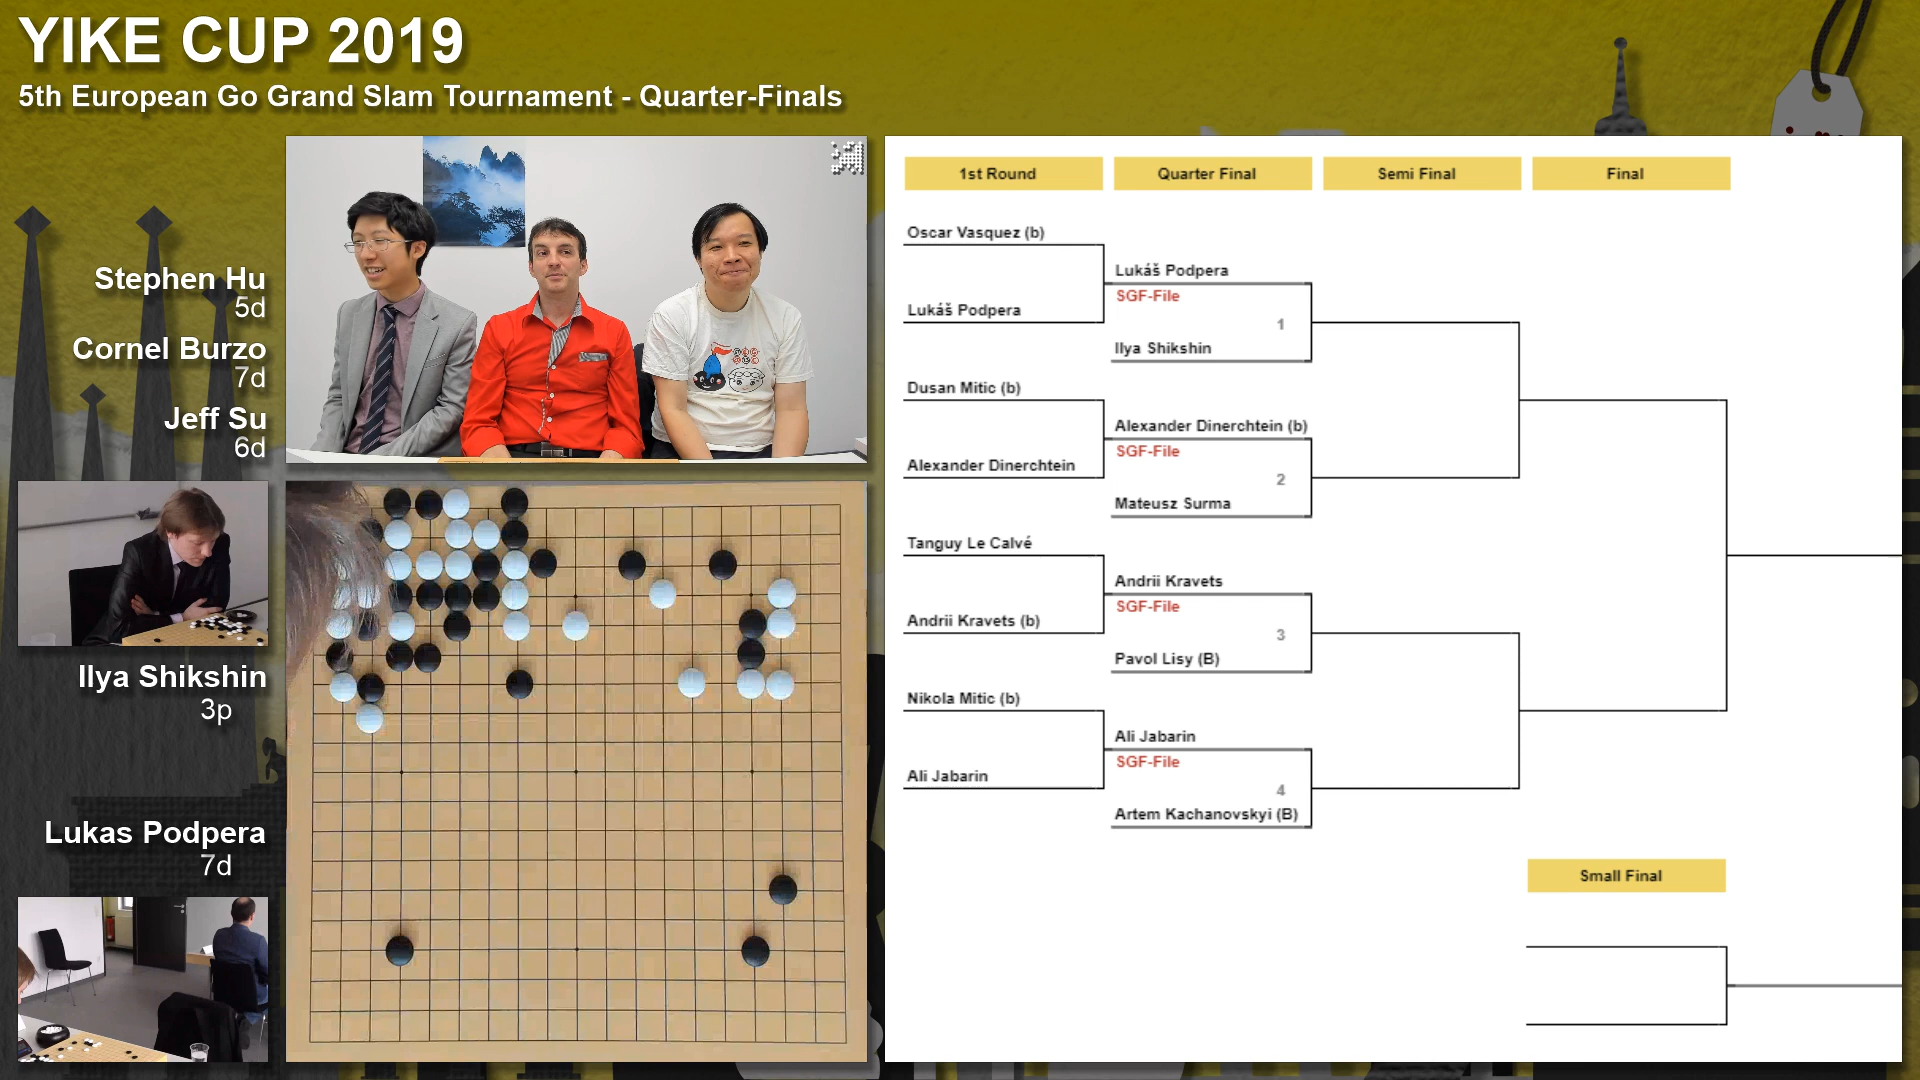 YIKE CUP 2019
5th European Go Grand Slam Tournament - Quarter-Finals
Stephen Hu
5d
Cornel Burzo
7d
Jeff Su
6d
Ilya Shikshin
3p
Lukas Podpera
7d
1st Round
Quarter Final
Semi Final
Final
Oscar Vasquez (b)
Lukáš Podpera
Lukáš Podpera
SGF-File
1
Ilya Shikshin
Dusan Mitic (b)
Alexander Dinerchtein
Alexander Dinerchtein (b)
SGF-File
2
Mateusz Surma
Tanguy Le Calvé
Andrii Kravets (b)
Andrii Kravets
SGF-File
3
Pavol Lisy (B)
Nikola Mitic (b)
Ali Jabarin
Ali Jabarin
SGF-File
4
Artem Kachanovskyi (B)
Small Final